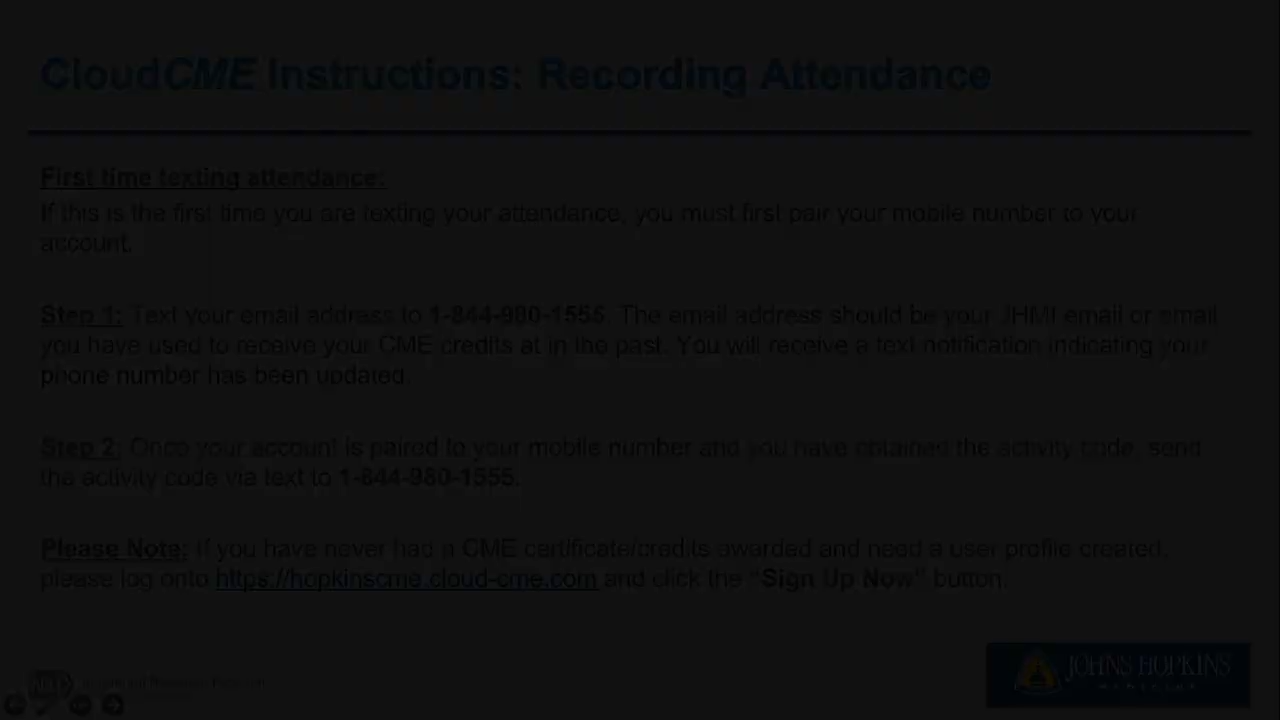 CloudCME Instructions: Recording Attendance
First time texting attendance:
If this is the first time you are texting your attendance, you must first pair your mobile number to your
account.
Step 1: Text your email address to 1-844-980-1555. The email address should be your JHMI email or email
you have used to receive your CME credits at in the past. You will receive a text notification indicating your
phone number has been updated.
Step 2: Once your account is paired to your mobile number and you have obtained the activity code, send
the activity code via text to 1-844-980-1555.
Please Note: If you have never had a CME certificate/credits awarded and need a user profile created,
please log onto https://hopkinscme.cloud-cme.com and click the "Sign Up Now" button.
JOHNS HOPKINS
MEDICINE